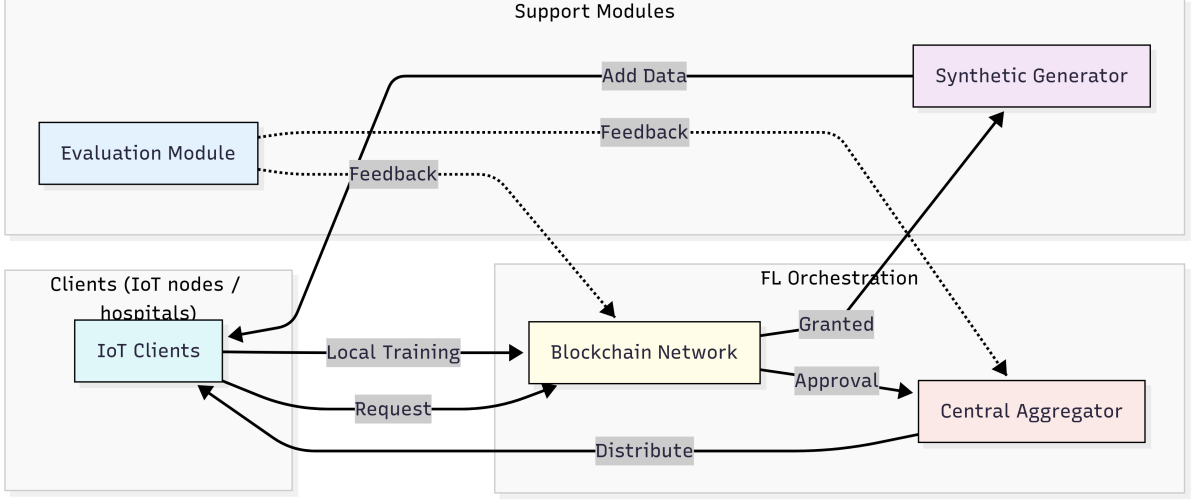 Support Modules
Synthetic Generator
Add Data
Evaluation Module
Feedback
Feedback
Clients (IoT nodes /
hospitals)
FL Orchestration
IoT Clients
Local Training
Request
Blockchain Network
Granted
Approval
Central Aggregator
Distribute